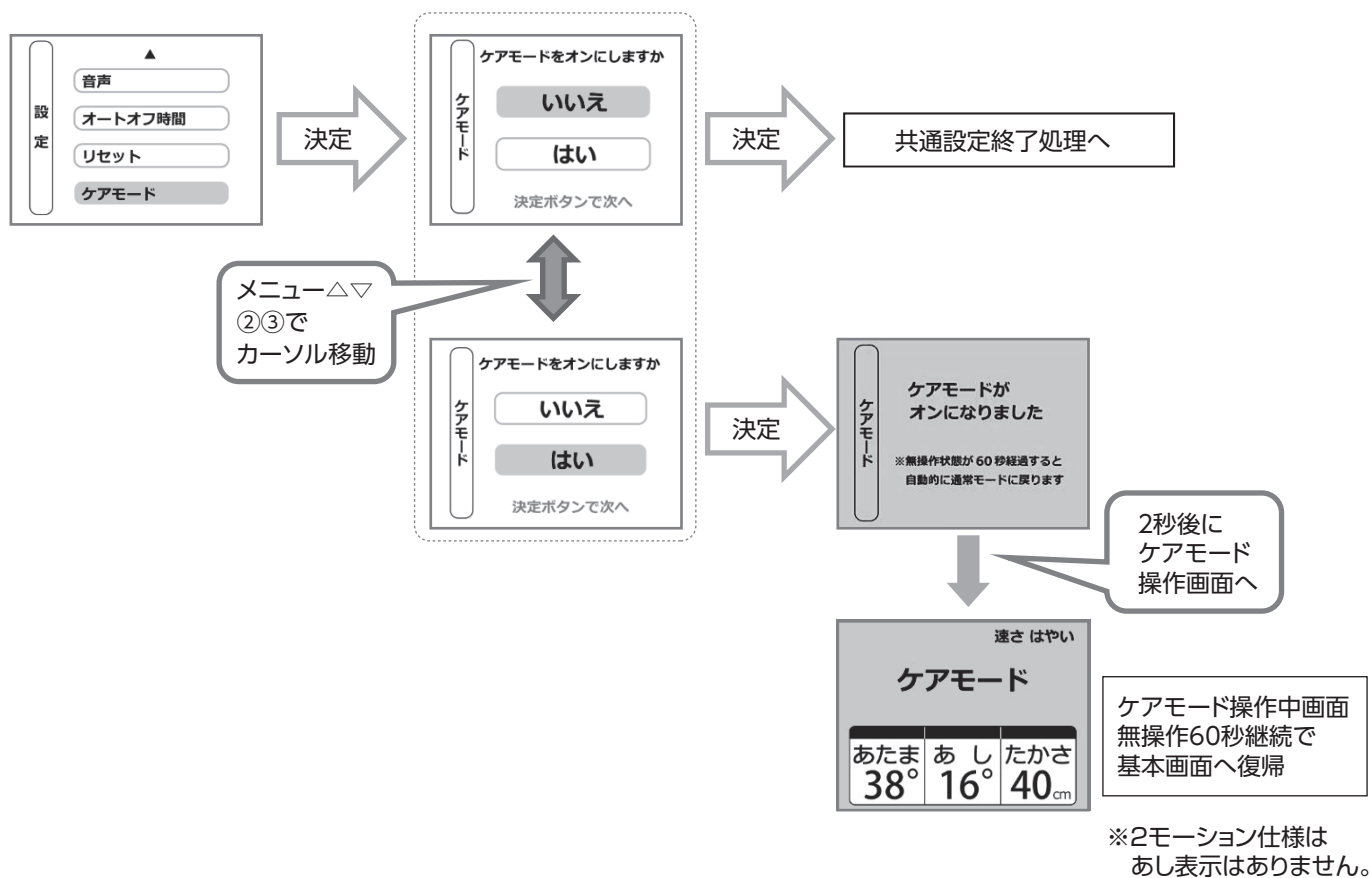 設定
▲
音声
オートオフ時間
リセット
ケアモード
決定
ケアモード
ケアモードをオンにしますか
いいえ
はい
決定ボタンで次へ
決定
共通設定終了処理へ
メニュー△▽
②③で
カーソル移動
ケアモード
ケアモードをオンにしますか
いいえ
はい
決定ボタンで次へ
決定
ケアモード
ケアモードが
オンになりました
※無操作状態が60秒経過すると
自動的に通常モードに戻ります
2秒後に
ケアモード
操作画面へ
速さ はやい
ケアモード
あたま あ し たかさ
38° 16° 40cm
ケアモード操作中画面
無操作60秒継続で
基本画面へ復帰
※2モーション仕様は
あし表示はありません。